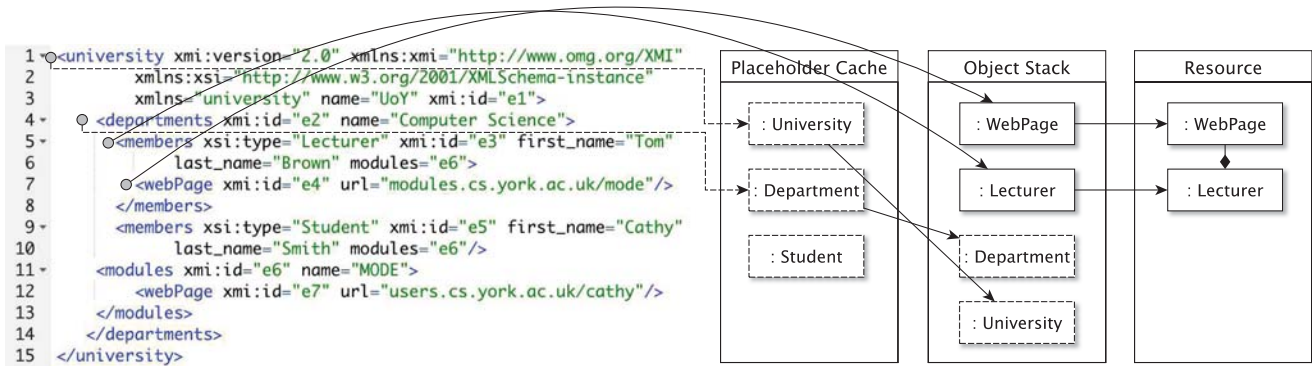 1 <university xmi:version="2.0" xmlns:xmi="http://www.omg.org/XMI"
2 xmlns:xsi="http://www.w3.org/2001/XMLSchema-instance"
3 xmlns="university" name="UoY" xmi:id="e1">
4 <departments xmi:id="e2" name="Computer Science">
5 <members xsi:type="Lecturer" xmi:id="e3" first_name="Tom"
6 last_name="Brown" modules="e6">
7 <webPage xmi:id="e4" url="modules.cs.york.ac.uk/mode"/>
8 </members>
9 <members xsi:type="Student" xmi:id="e5" first_name="Cathy"
10 last_name="Smith" modules="e6"/>
11 <modules xmi:id="e6" name="MODE">
12 <webPage xmi:id="e7" url="users.cs.york.ac.uk/cathy"/>
13 </modules>
14 </departments>
15 </university>
Placeholder Cache
: University
: Department
: Student
Object Stack
: WebPage
: Lecturer
: Department
: University
Resource
: WebPage
: Lecturer